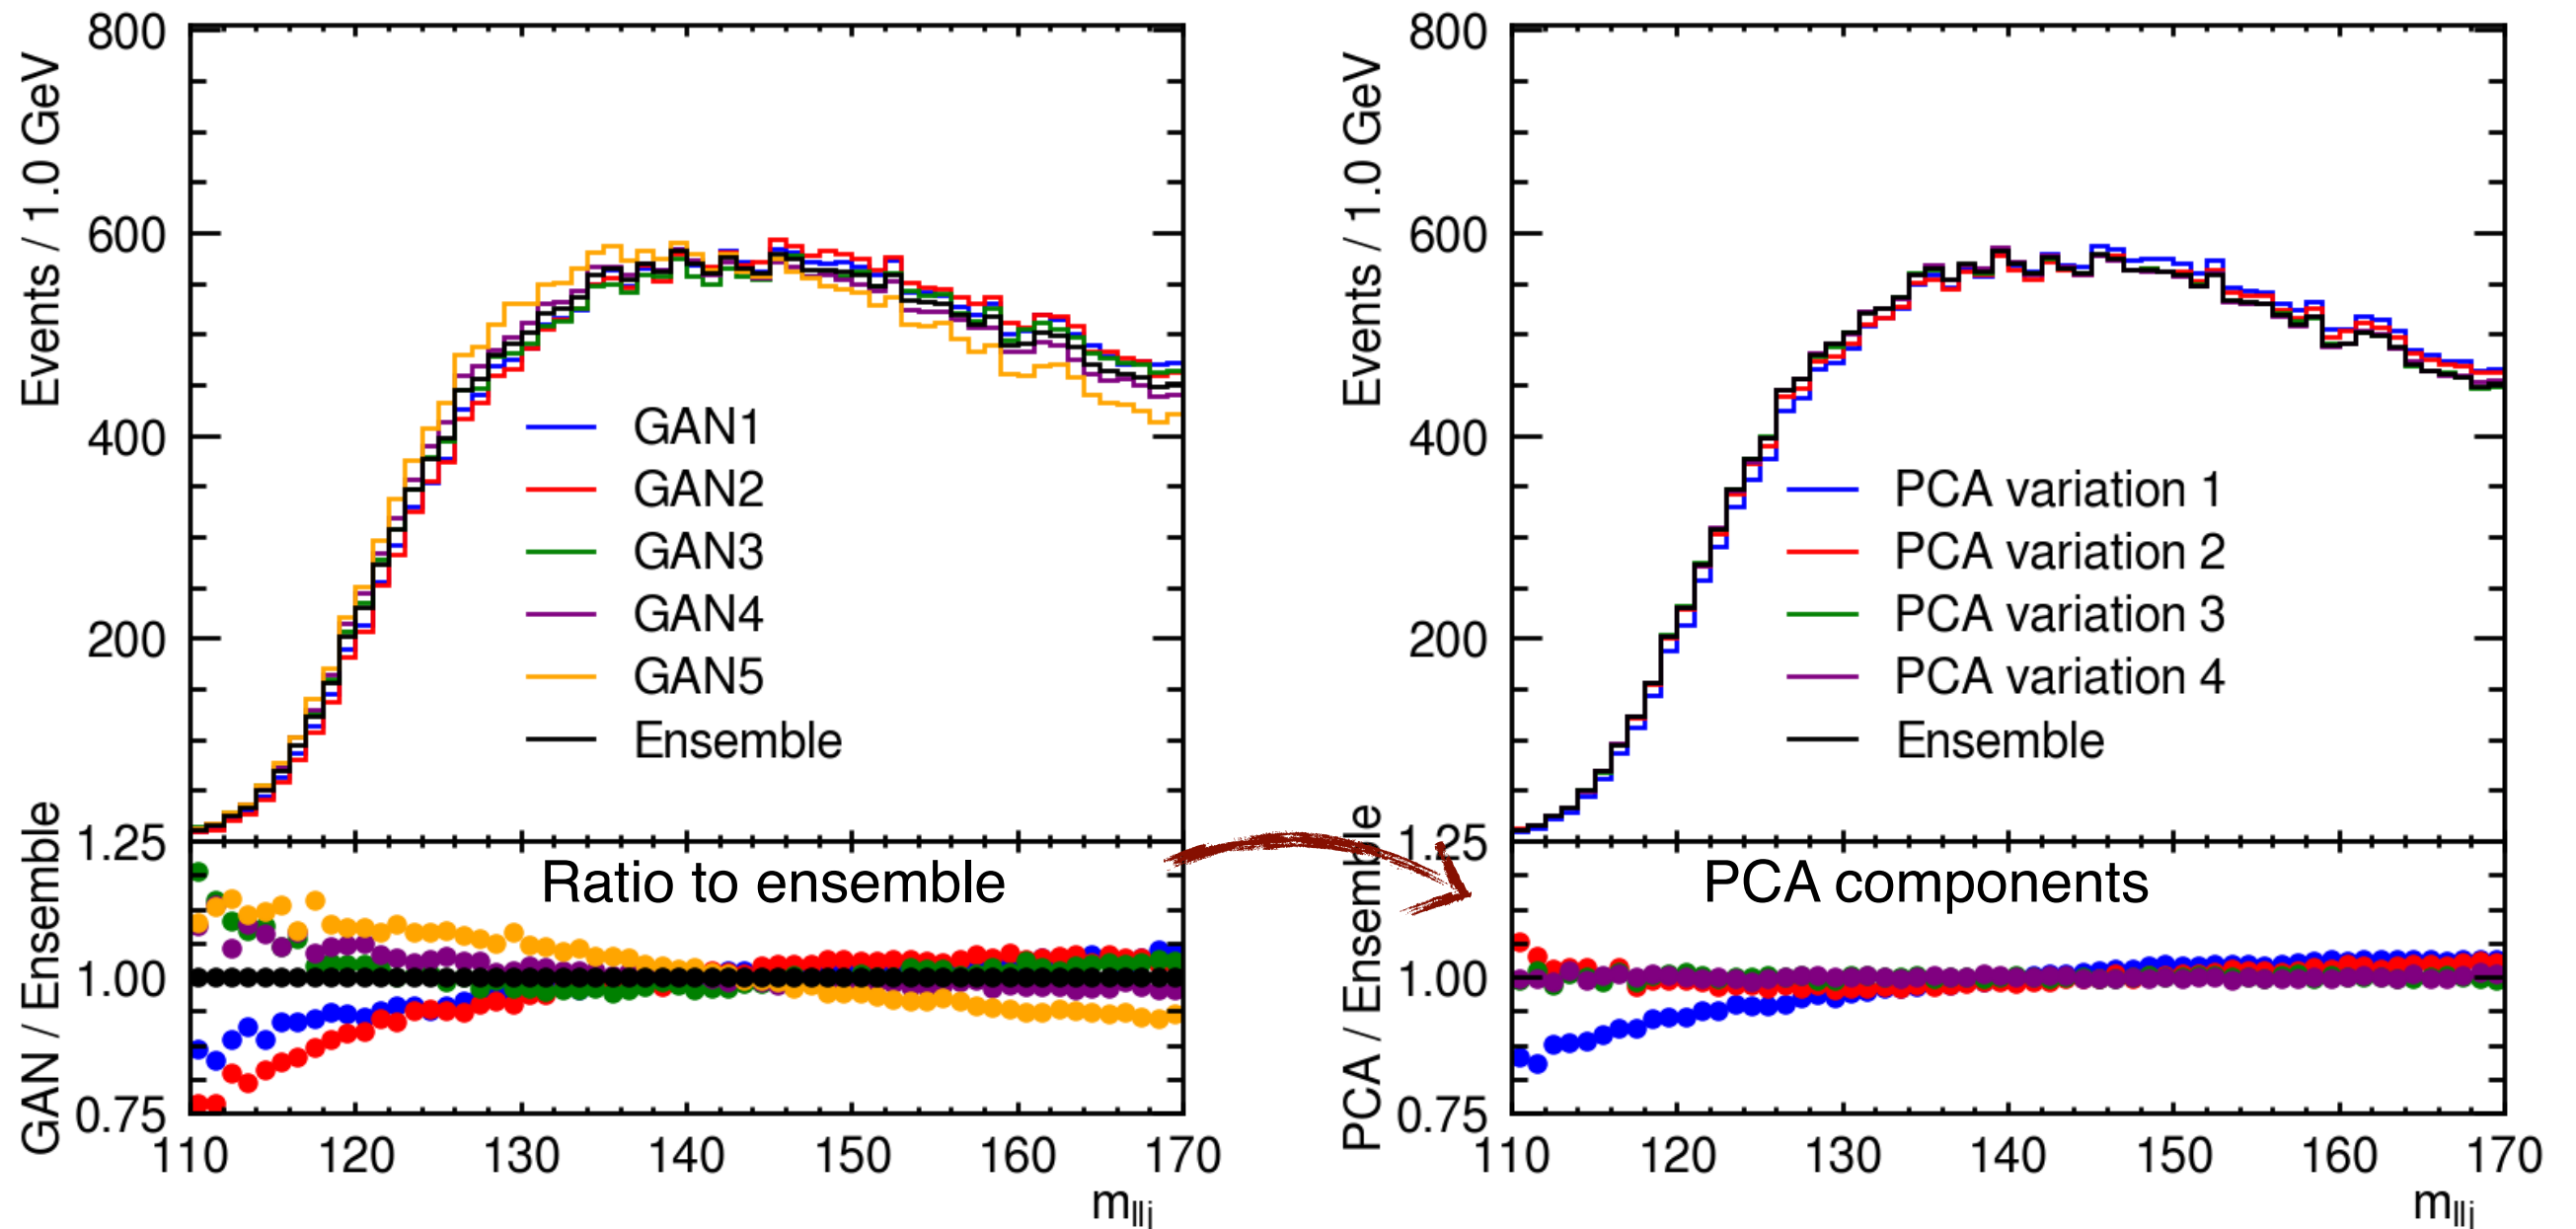 Events / 1.0 GeV
800
600
400
200
GAN1
GAN2
GAN3
GAN4
GAN5
Ensemble
GAN / Ensemble
1.25
1.00
0.75
Ratio to ensemble
110 120 130 140 150 160 170
m_llj
Events / 1.0 GeV
800
600
400
200
PCA variation 1
PCA variation 2
PCA variation 3
PCA variation 4
Ensemble
PCA / Ensemble
1.25
1.00
0.75
PCA components
110 120 130 140 150 160 170
m_llj